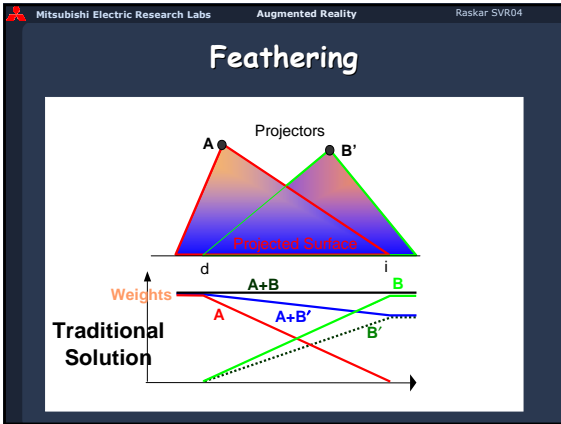 Mitsubishi Electric Research Labs Augmented Reality Raskar SVR04
Feathering
Projectors
A B’
Projected Surface
d i
A+B B
Weights
A A+B′
B′
Traditional
Solution